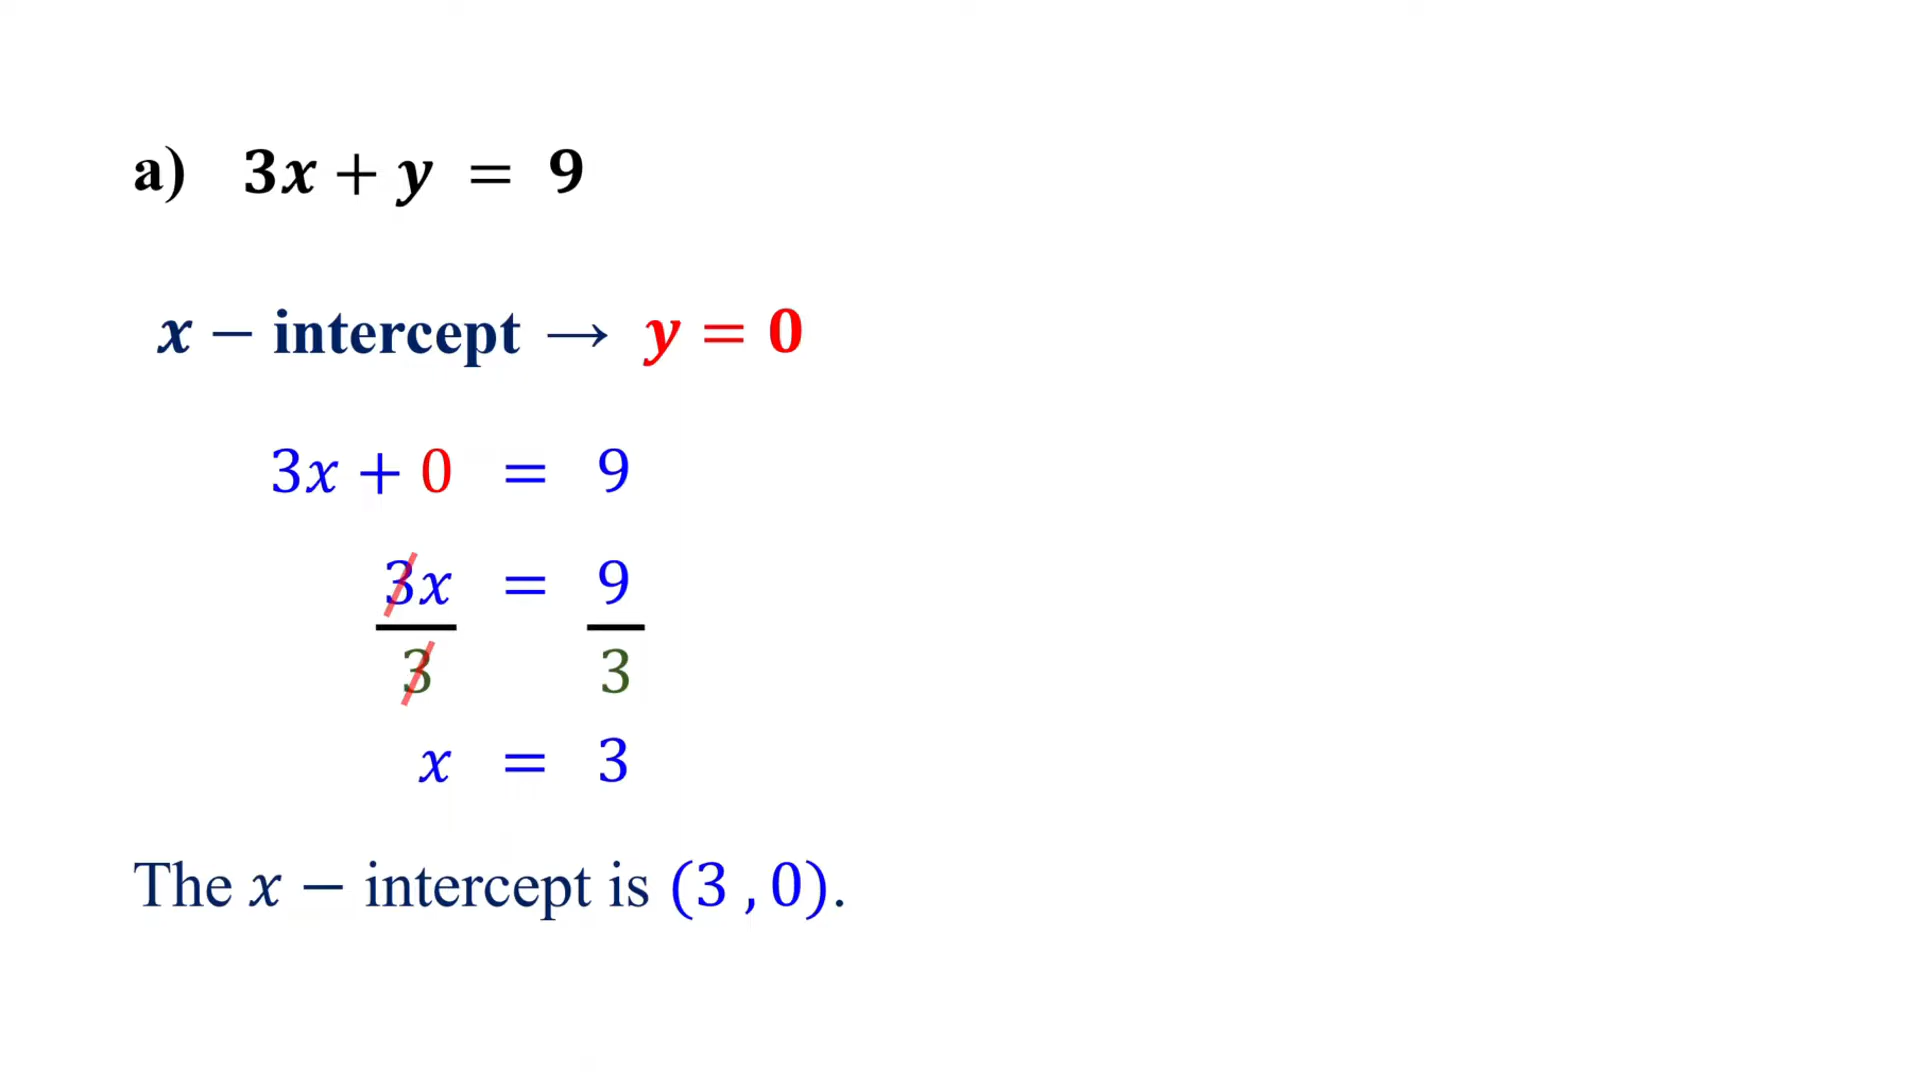 a) 3x + y = 9
x − intercept → y = 0
3x + 0 = 9
3x = 9
3 3
x = 3
The x − intercept is (3 , 0).